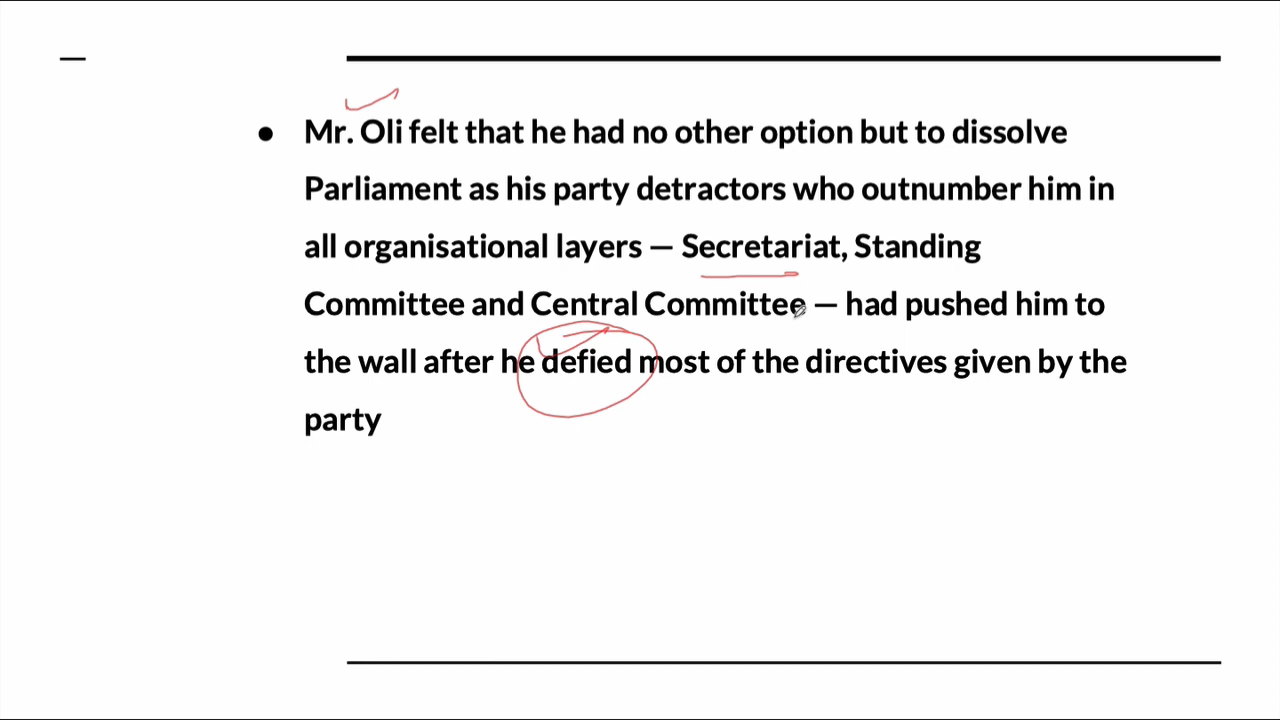 ● Mr. Oli felt that he had no other option but to dissolve
Parliament as his party detractors who outnumber him in
all organisational layers — Secretariat, Standing
Committee and Central Committee — had pushed him to
the wall after he defied most of the directives given by the
party